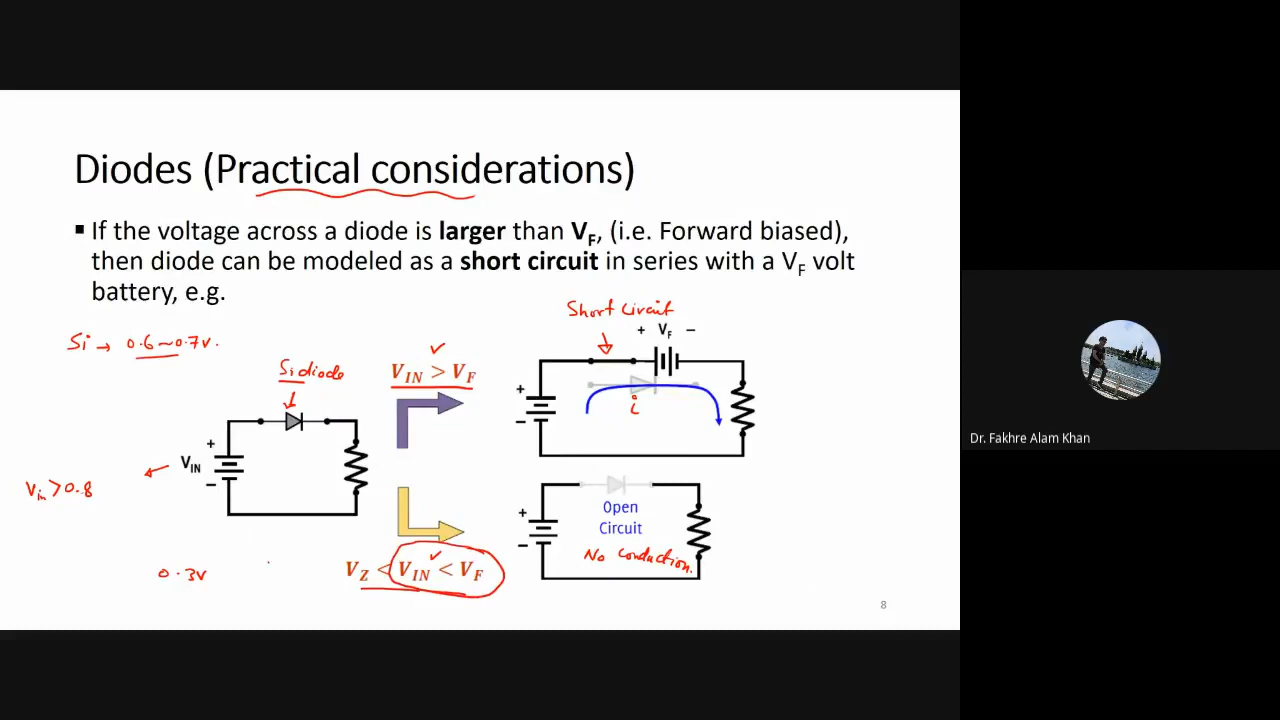 Diodes (Practical considerations)
▪ If the voltage across a diode is larger than VF, (i.e. Forward biased),
then diode can be modeled as a short circuit in series with a VF volt
battery, e.g.
Short Circuit
+ VF −
Si → 0.6~0.7v.
Si diode
VIN > VF
+
−
i
+
VIN
−
Vin > 0.8
Open
Circuit
+
−
No conduction.
0.3v
VZ < VIN < VF
8
Dr. Fakhre Alam Khan